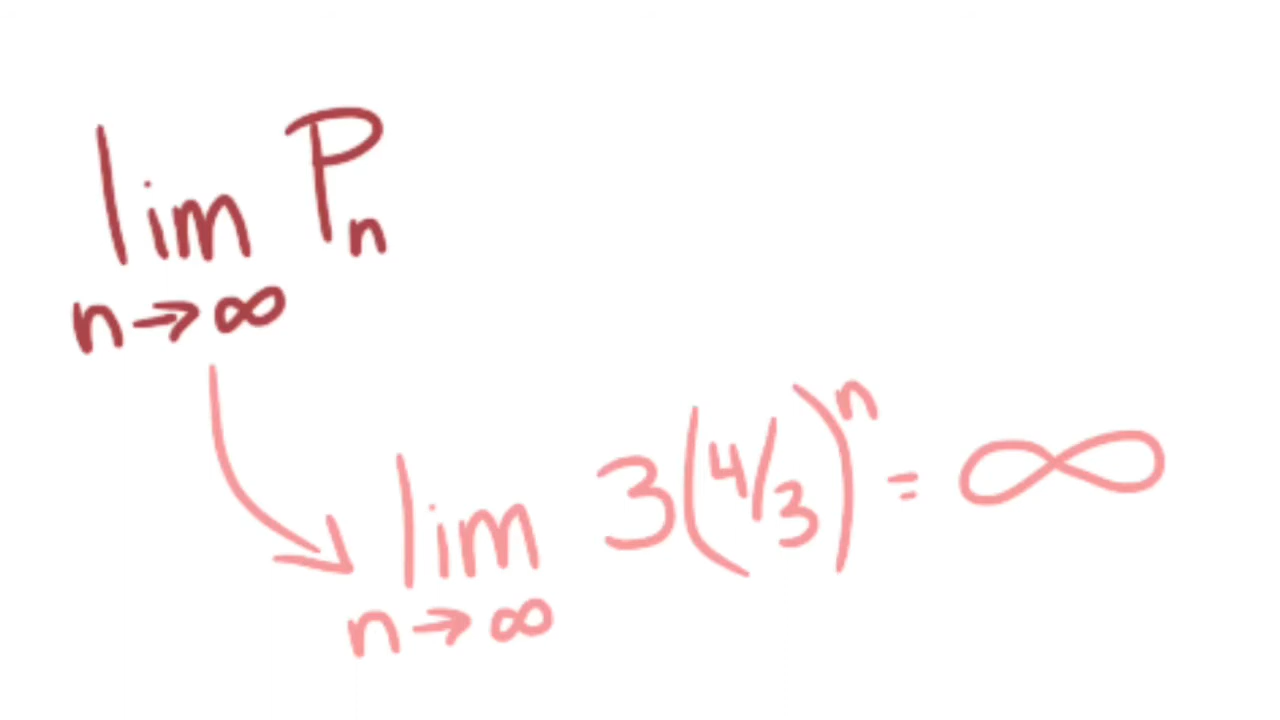 lim Pn
n→∞
lim 3(4/3)^n = ∞
n→∞